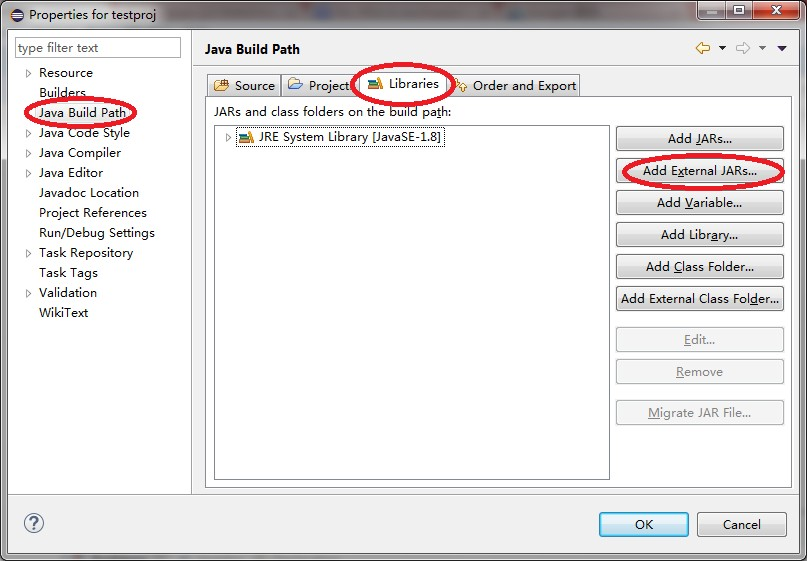 Properties for testproj
type filter text
Resource
Builders
Java Build Path
Java Code Style
Java Compiler
Java Editor
Javadoc Location
Project References
Run/Debug Settings
Task Repository
Task Tags
Validation
WikiText
Java Build Path
Source
Project
Libraries
Order and Export
JARs and class folders on the build path:
JRE System Library [JavaSE-1.8]
Add JARs...
Add External JARs...
Add Variable...
Add Library...
Add Class Folder...
Add External Class Folder...
Edit...
Remove
Migrate JAR File...
?
OK
Cancel